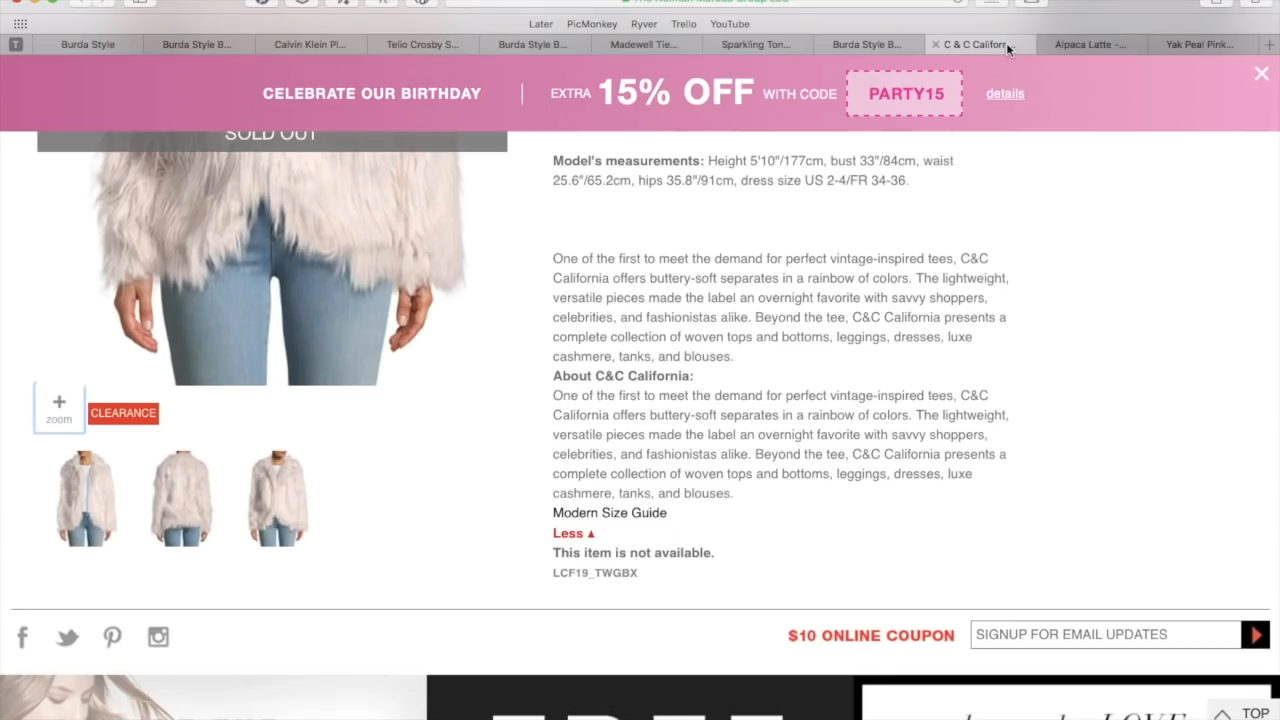 Later PicMonkey Ryver Trello YouTube
T Burda Style Burda Style B... Calvin Klein Pl... Telio Crosby S... Burda Style B... Madewell Tie... Sparkling Ton... Burda Style B... C & C Californ... Alpaca Latte -... Yak Peal Pink...
CELEBRATE OUR BIRTHDAY EXTRA 15% OFF WITH CODE PARTY15 details
SOLD OUT
Model's measurements: Height 5'10"/177cm, bust 33"/84cm, waist
25.6"/65.2cm, hips 35.8"/91cm, dress size US 2-4/FR 34-36.
One of the first to meet the demand for perfect vintage-inspired tees, C&C
California offers buttery-soft separates in a rainbow of colors. The lightweight,
versatile pieces made the label an overnight favorite with savvy shoppers,
celebrities, and fashionistas alike. Beyond the tee, C&C California presents a
complete collection of woven tops and bottoms, leggings, dresses, luxe
cashmere, tanks, and blouses.
About C&C California:
One of the first to meet the demand for perfect vintage-inspired tees, C&C
California offers buttery-soft separates in a rainbow of colors. The lightweight,
versatile pieces made the label an overnight favorite with savvy shoppers,
celebrities, and fashionistas alike. Beyond the tee, C&C California presents a
complete collection of woven tops and bottoms, leggings, dresses, luxe
cashmere, tanks, and blouses.
Modern Size Guide
Less ▲
This item is not available.
LCF19_TWGBX
+
zoom
CLEARANCE
$10 ONLINE COUPON SIGNUP FOR EMAIL UPDATES
TOP